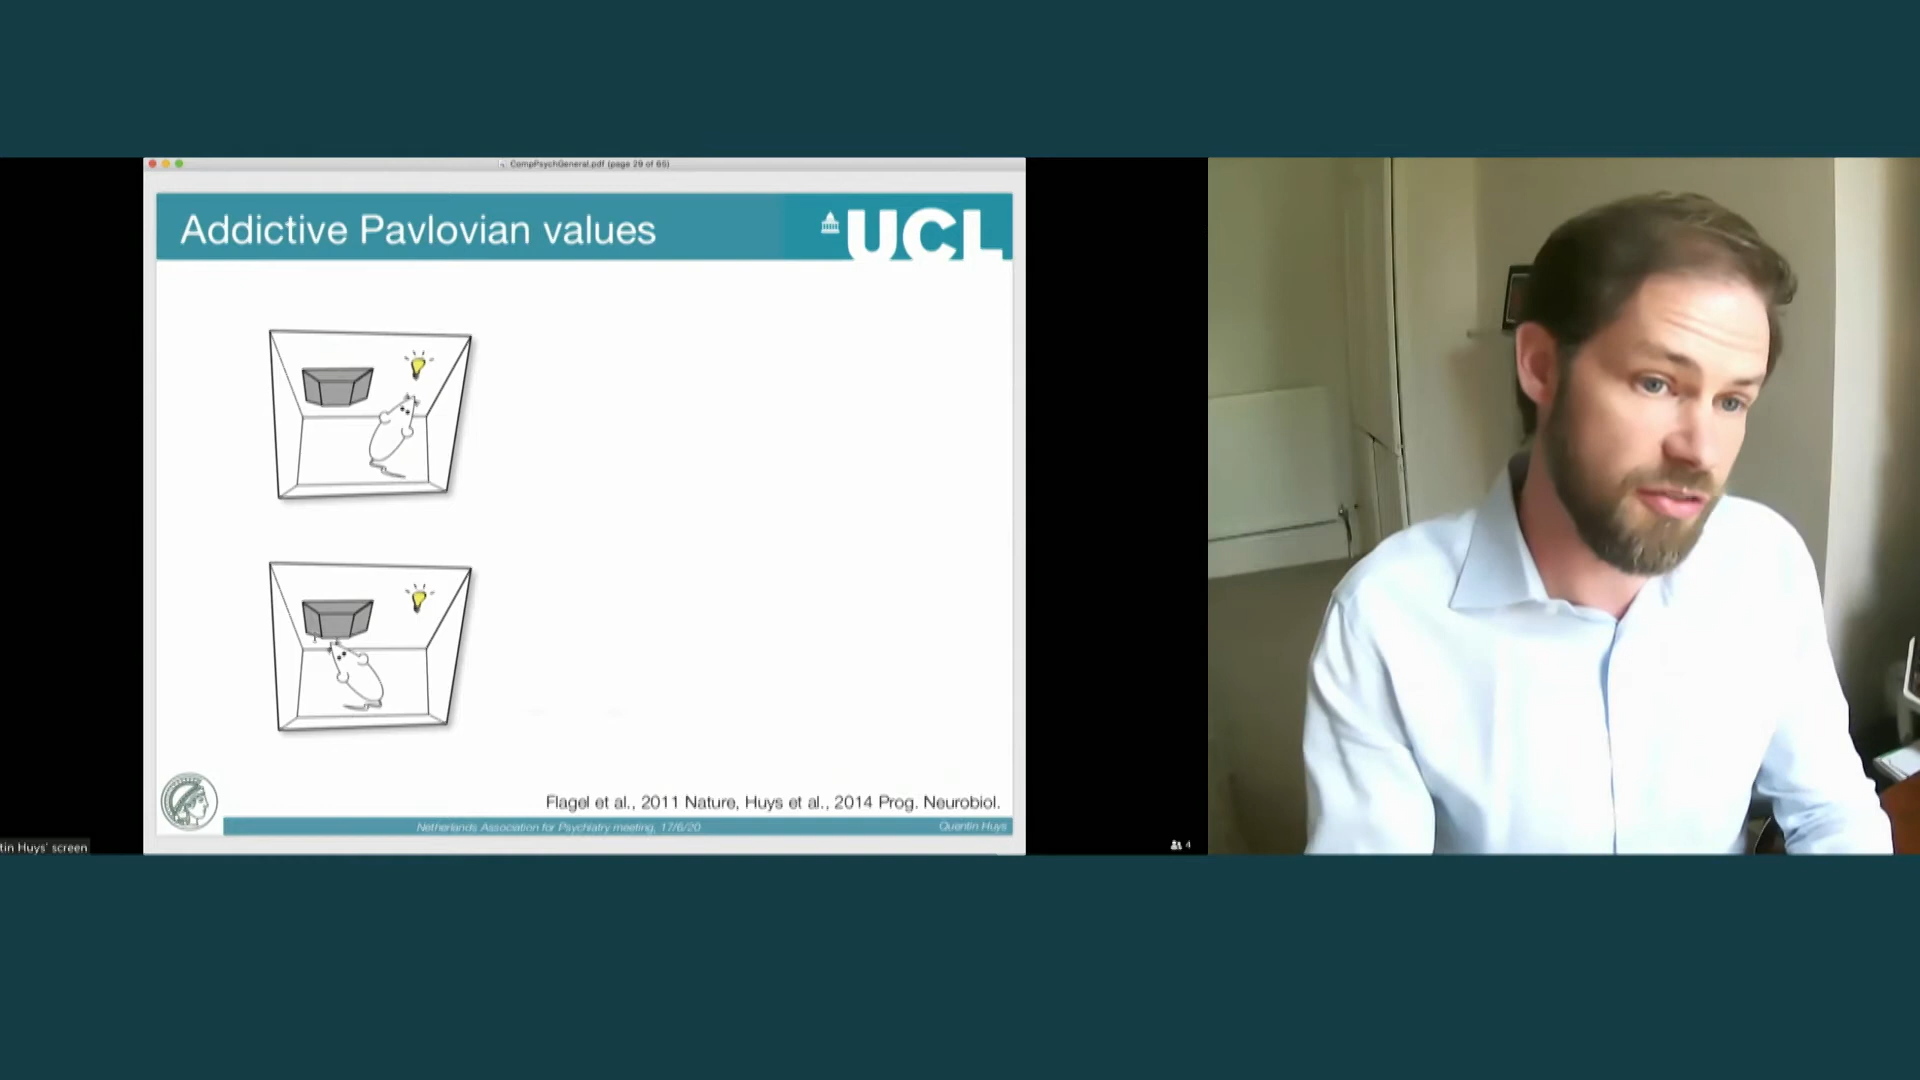 CompPsychGeneral.pdf (page 29 of 65)
Addictive Pavlovian values
UCL
Flagel et al., 2011 Nature, Huys et al., 2014 Prog. Neurobiol.
Netherlands Association for Psychiatry meeting, 17/6/20
Quentin Huys
tin Huys' screen
4